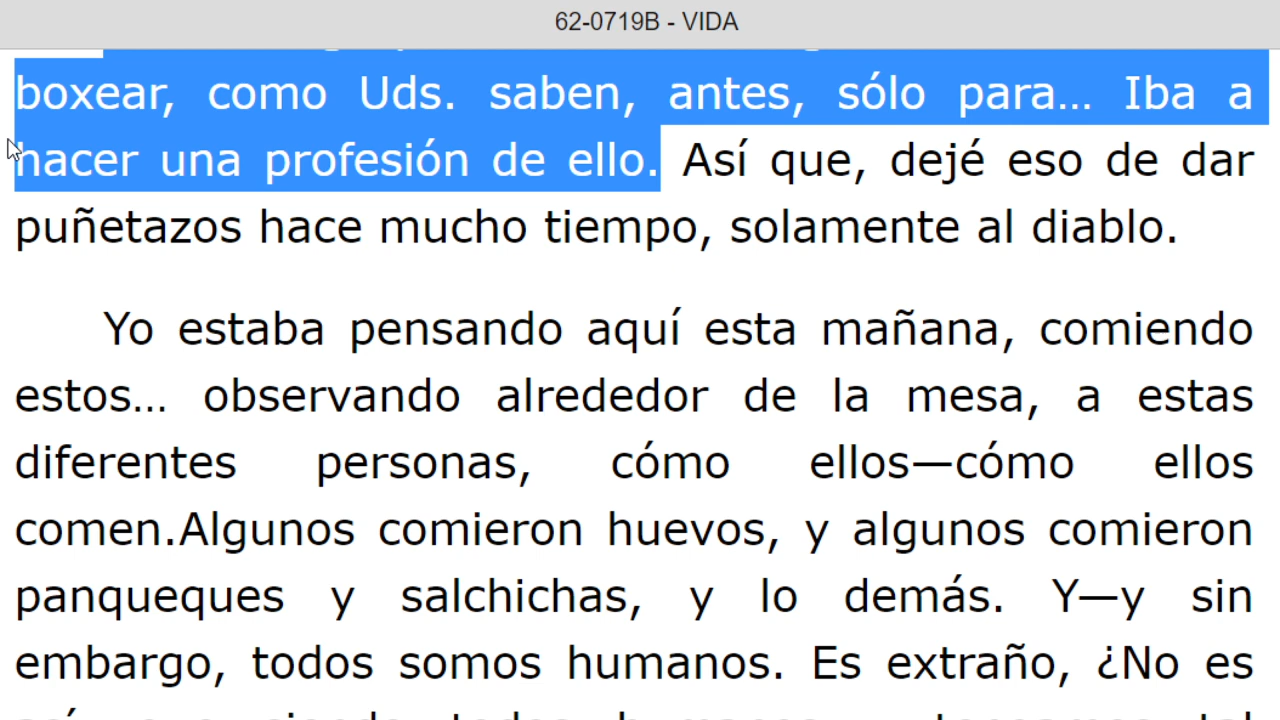 62-0719B - VIDA
boxear, como Uds. saben, antes, sólo para… Iba a
hacer una profesión de ello. Así que, dejé eso de dar
puñetazos hace mucho tiempo, solamente al diablo.
Yo estaba pensando aquí esta mañana, comiendo
estos… observando alrededor de la mesa, a estas
diferentes personas, cómo ellos—cómo ellos
comen.Algunos comieron huevos, y algunos comieron
panqueques y salchichas, y lo demás. Y—y sin
embargo, todos somos humanos. Es extraño, ¿No es